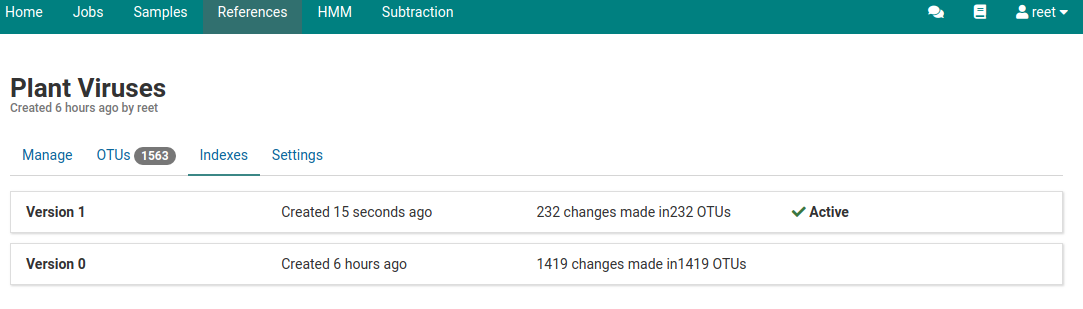 Home Jobs Samples References HMM Subtraction reet
Plant Viruses
Created 6 hours ago by reet
Manage OTUs 1563 Indexes Settings
Version 1 Created 15 seconds ago 232 changes made in232 OTUs Active
Version 0 Created 6 hours ago 1419 changes made in1419 OTUs